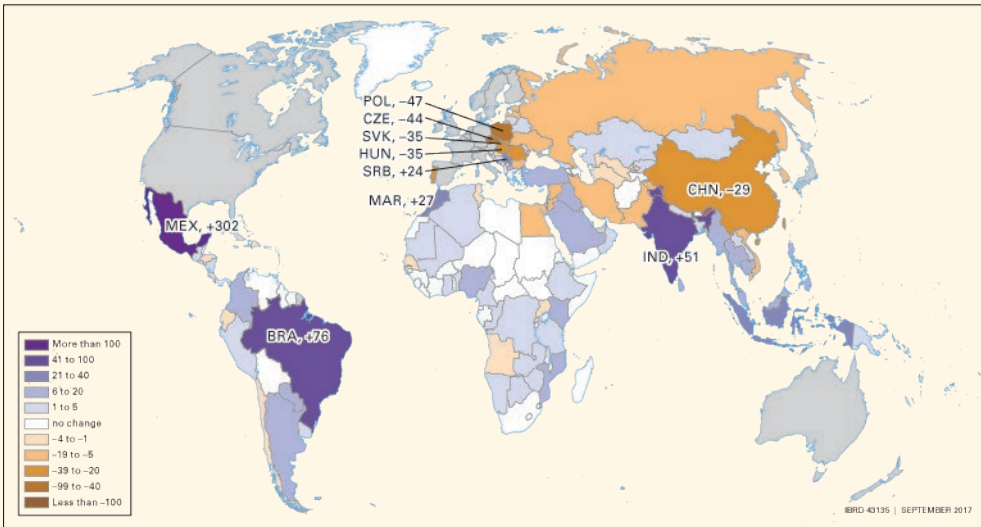 POL, −47
CZE, −44
SVK, −35
HUN, −35
SRB, +24
MAR, +27
CHN, −29
MEX, +302
IND, +51
BRA, +76
More than 100
41 to 100
21 to 40
6 to 20
1 to 5
no change
−4 to −1
−19 to −5
−39 to −20
−99 to −40
Less than −100
IBRD 43135 | SEPTEMBER 2017